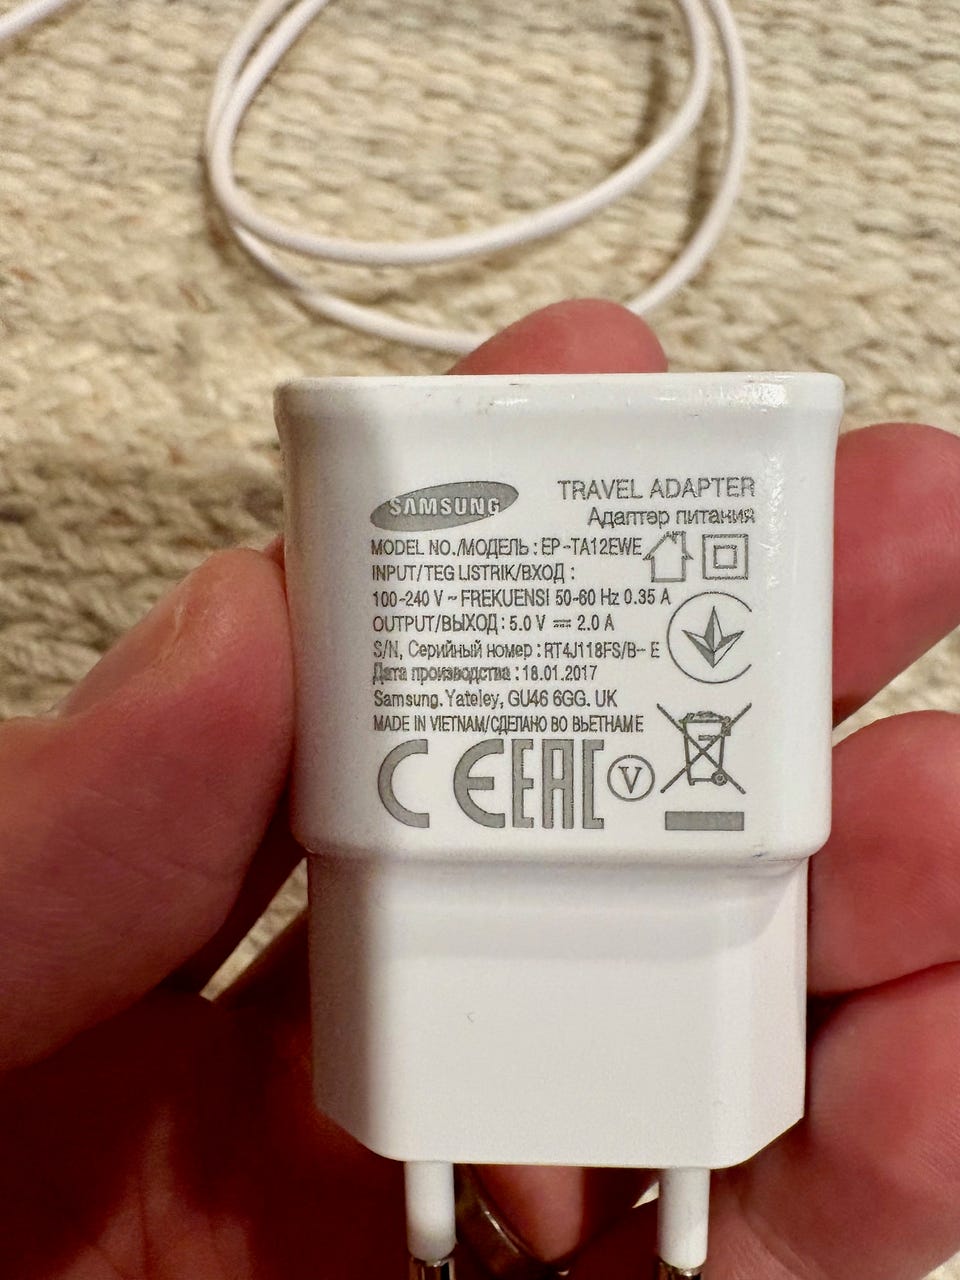 SAMSUNG
TRAVEL ADAPTER
Адаптэр питания
MODEL NO./МОДЕЛЬ : EP-TA12EWE
INPUT/TEG LISTRIK/ВХОД :
100-240 V ~ FREKUENSI 50-60 Hz 0.35 A
OUTPUT/ВЫХОД : 5.0 V ⎓ 2.0 A
S/N, Серийный номер : RT4J118FS/B- E
Дата производства : 18.01.2017
Samsung. Yateley, GU46 6GG. UK
MADE IN VIETNAM/СДЕЛАНО ВО ВЬЕТНАМЕ
CE EAC V